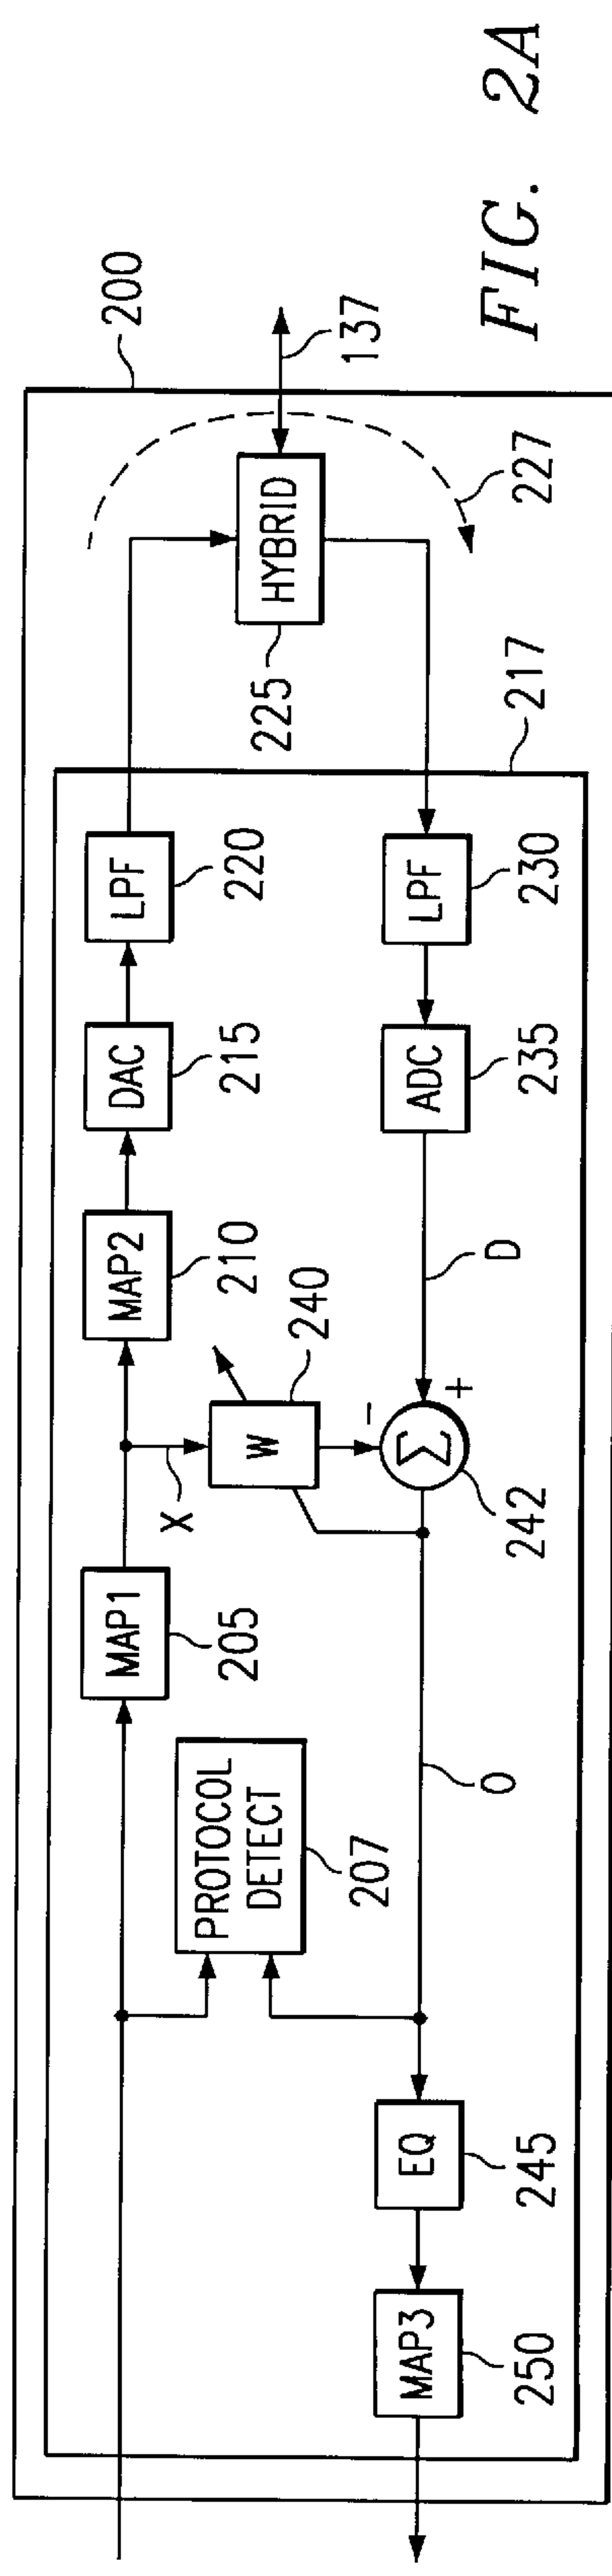 FIG. 2A
200
137
HYBRID
225
227
217
MAP1
205
MAP2
210
DAC
215
LPF
220
X
W
240
-
+
Σ
242
D
ADC
235
LPF
230
PROTOCOL
DETECT
207
O
EQ
245
MAP3
250